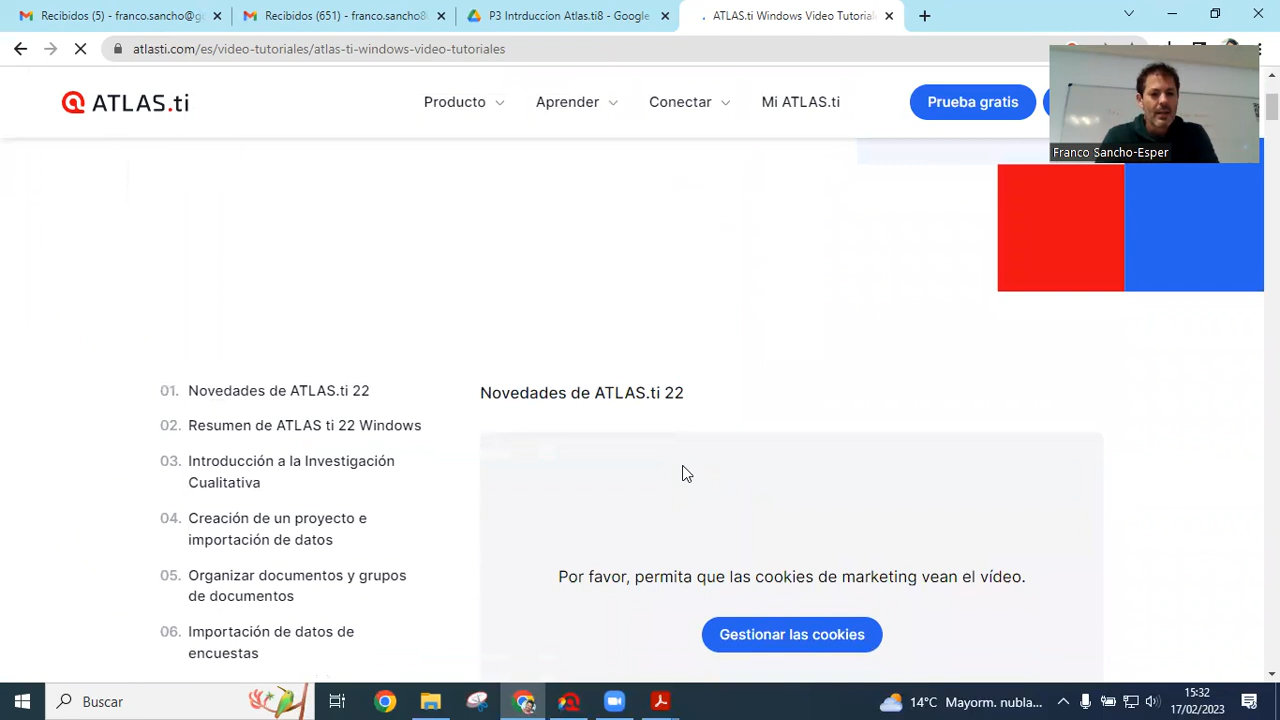 Recibidos (5) - franco.sancho@g
Recibidos (651) - franco.sancho8
P3 Intrduccion Atlas.ti8 - Google
ATLAS.ti Windows Video Tutorial
atlasti.com/es/video-tutoriales/atlas-ti-windows-video-tutoriales
ATLAS.ti
Producto
Aprender
Conectar
Mi ATLAS.ti
Prueba gratis
Franco Sancho-Esper
01. Novedades de ATLAS.ti 22
02. Resumen de ATLAS ti 22 Windows
03. Introducción a la Investigación
Cualitativa
04. Creación de un proyecto e
importación de datos
05. Organizar documentos y grupos
de documentos
06. Importación de datos de
encuestas
Novedades de ATLAS.ti 22
Por favor, permita que las cookies de marketing vean el vídeo.
Gestionar las cookies
Buscar
14°C Mayorm. nubla...
15:32
17/02/2023